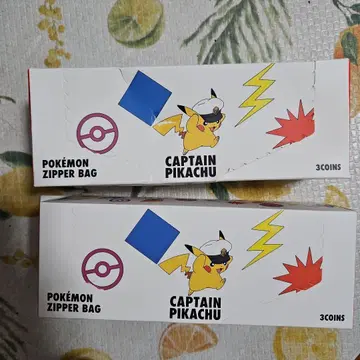 POKÉMON
ZIPPER BAG
CAPTAIN
PIKACHU
3COINS
POKÉMON
ZIPPER BAG
CAPTAIN
PIKACHU
3COINS